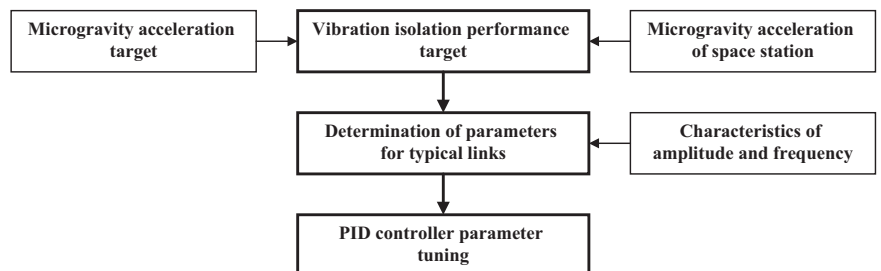 Microgravity acceleration
target
Vibration isolation performance
target
Microgravity acceleration
of space station
Determination of parameters
for typical links
Characteristics of
amplitude and frequency
PID controller parameter
tuning